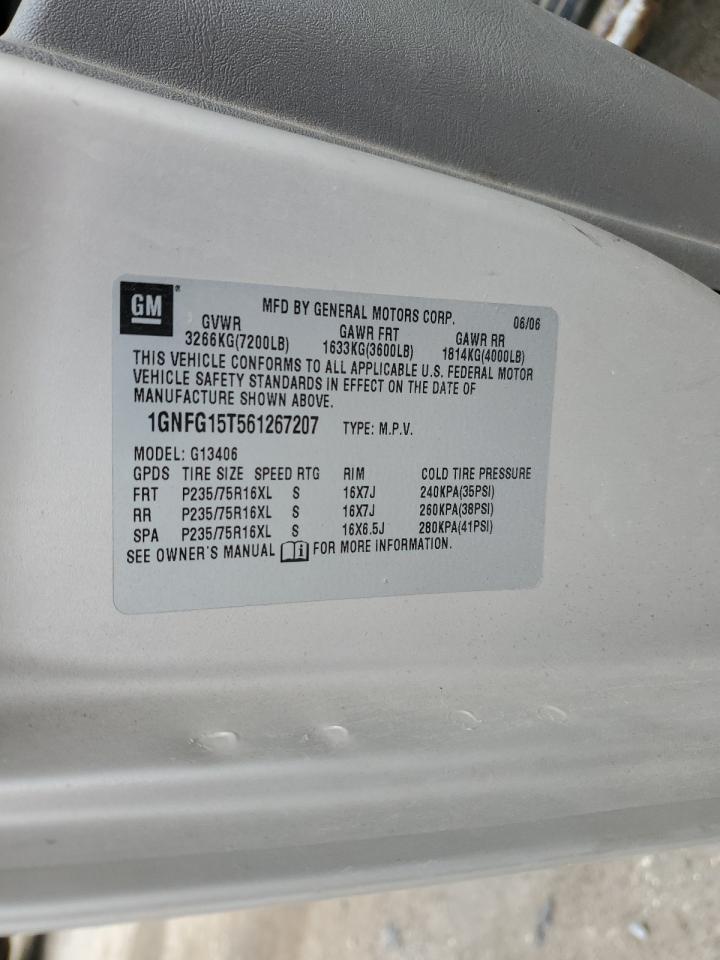 GM ® MFD BY GENERAL MOTORS CORP. 06/06
GVWR GAWR FRT GAWR RR
3266KG(7200LB) 1633KG(3600LB) 1814KG(4000LB)
THIS VEHICLE CONFORMS TO ALL APPLICABLE U.S. FEDERAL MOTOR
VEHICLE SAFETY STANDARDS IN EFFECT ON THE DATE OF
MANUFACTURE SHOWN ABOVE.
1GNFG15T561267207 TYPE: M.P.V.
MODEL: G13406
GPDS TIRE SIZE SPEED RTG RIM COLD TIRE PRESSURE
FRT P235/75R16XL S 16X7J 240KPA(35PSI)
RR P235/75R16XL S 16X7J 260KPA(38PSI)
SPA P235/75R16XL S 16X6.5J 280KPA(41PSI)
SEE OWNER'S MANUAL i FOR MORE INFORMATION.